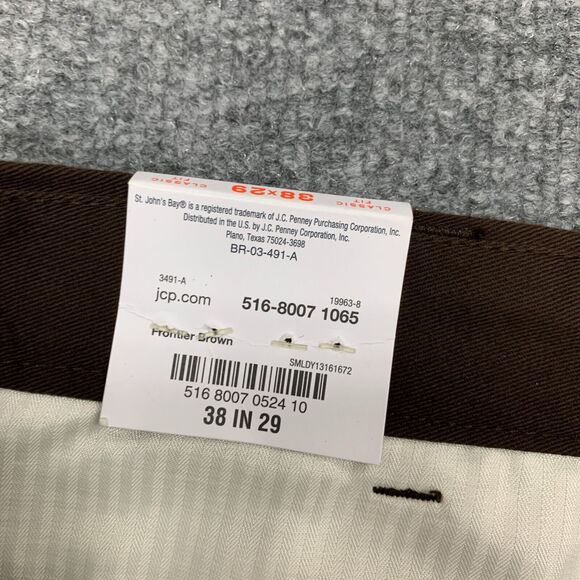 CLASSIC FIT
38X29
CLASSIC FIT
St. John's Bay® is a registered trademark of J.C. Penney Purchasing Corporation, Inc.
Distributed in the U.S. by J.C. Penney Corporation, Inc.
Plano, Texas 75024-3698
BR-03-491-A
3491-A
19963-8
jcp.com
516-8007 1065
Frontier Brown
SMLDY13161672
516 8007 0524 10
38 IN 29